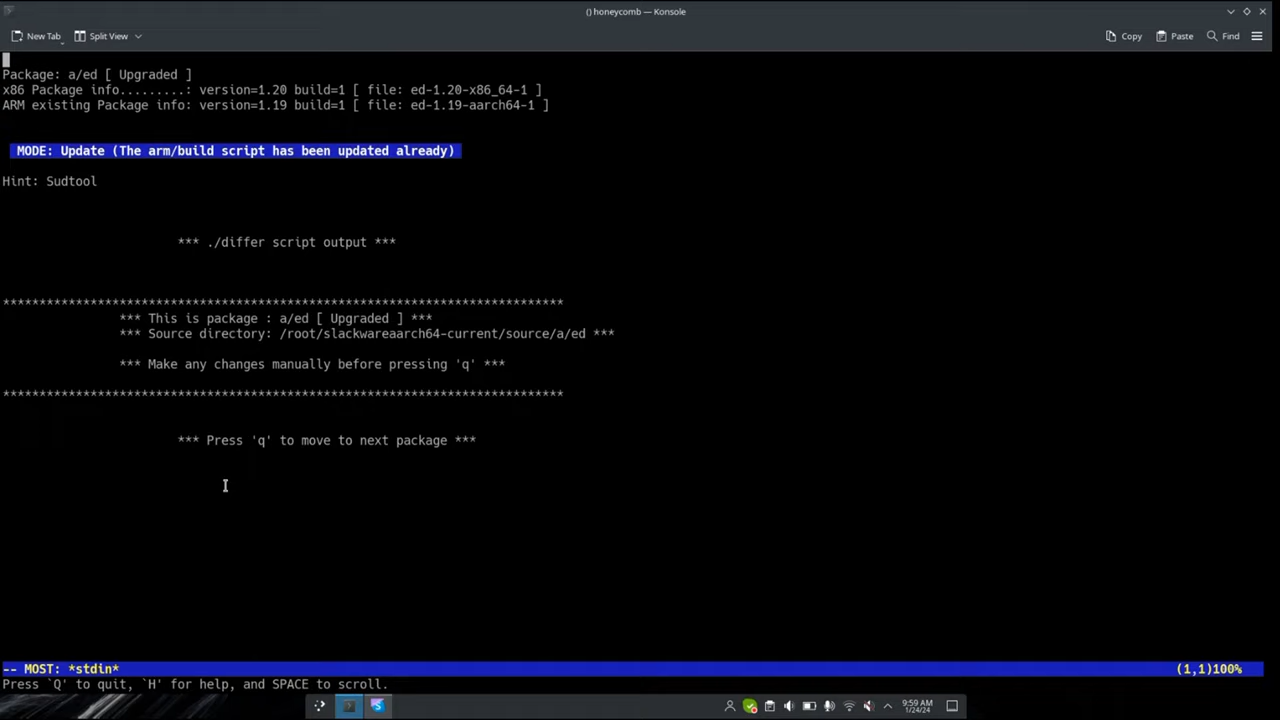 () honeycomb — Konsole
New Tab
Split View
Copy
Paste
Find
Package: a/ed [ Upgraded ]
x86 Package info.........: version=1.20 build=1 [ file: ed-1.20-x86_64-1 ]
ARM existing Package info: version=1.19 build=1 [ file: ed-1.19-aarch64-1 ]
MODE: Update (The arm/build script has been updated already)
Hint: Sudtool
*** ./differ script output ***
*****************************************************************************
*** This is package : a/ed [ Upgraded ] ***
*** Source directory: /root/slackwareaarch64-current/source/a/ed ***
*** Make any changes manually before pressing 'q' ***
*****************************************************************************
*** Press 'q' to move to next package ***
-- MOST: *stdin* (1,1)100%
Press `Q' to quit, `H' for help, and SPACE to scroll.
9:59 AM
1/24/24